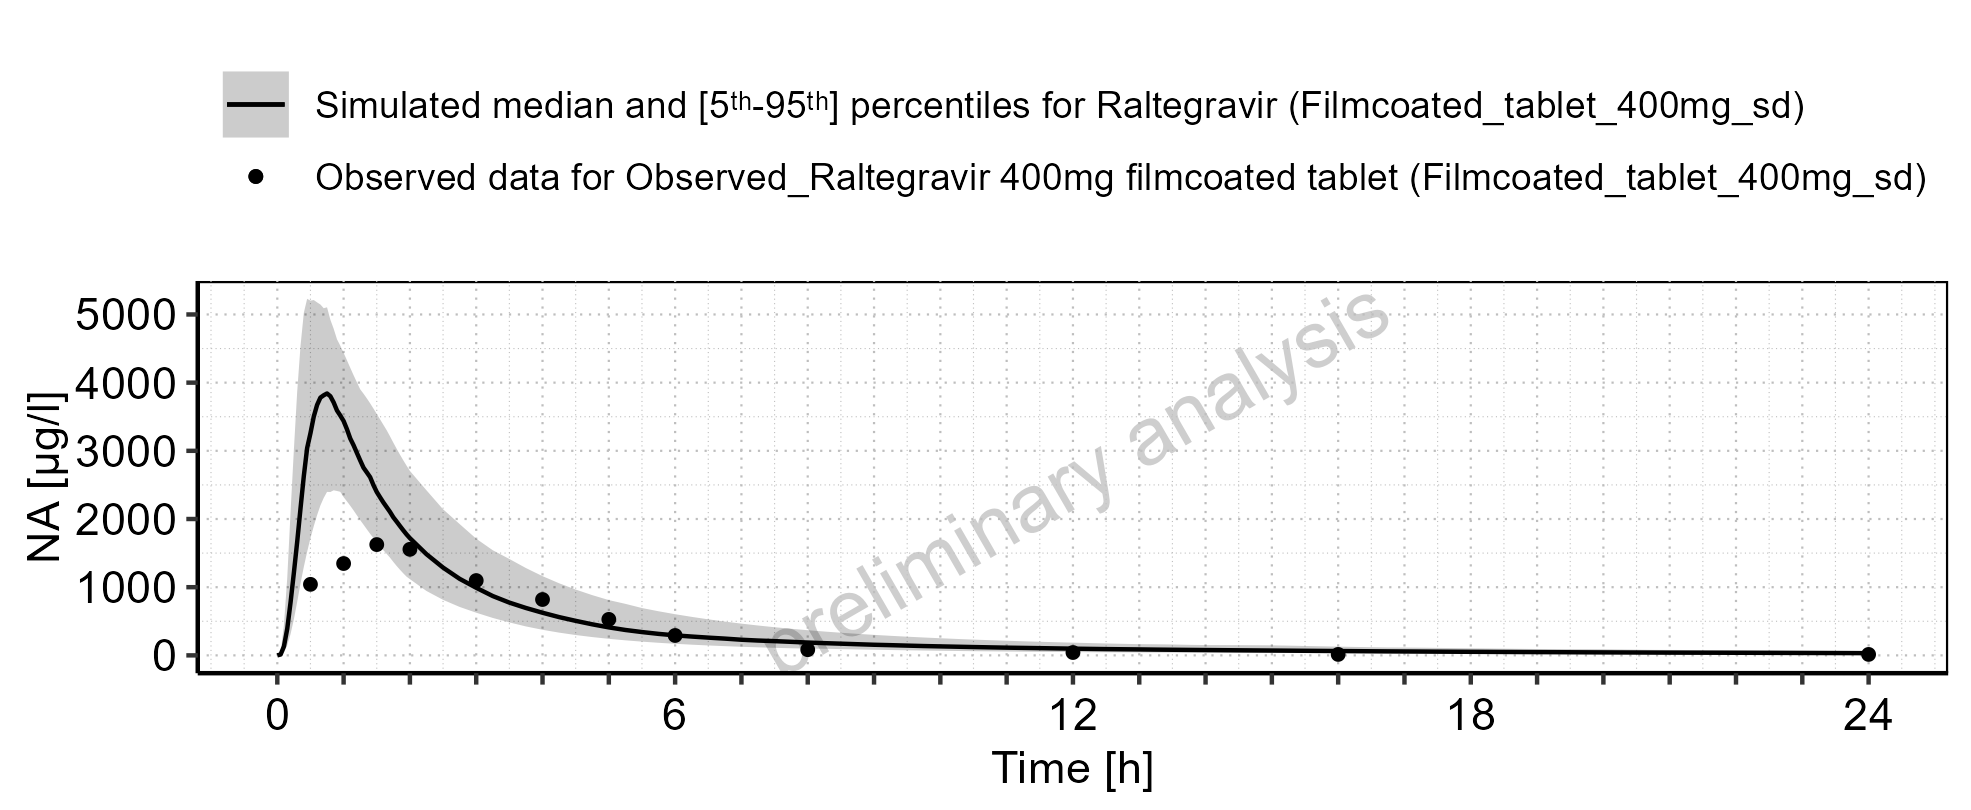 Simulated median and [5th-95th] percentiles for Raltegravir (Filmcoated_tablet_400mg_sd)
Observed data for Observed_Raltegravir 400mg filmcoated tablet (Filmcoated_tablet_400mg_sd)
NA [µg/l]
5000
4000
3000
2000
1000
0
preliminary analysis
0 6 12 18 24
Time [h]